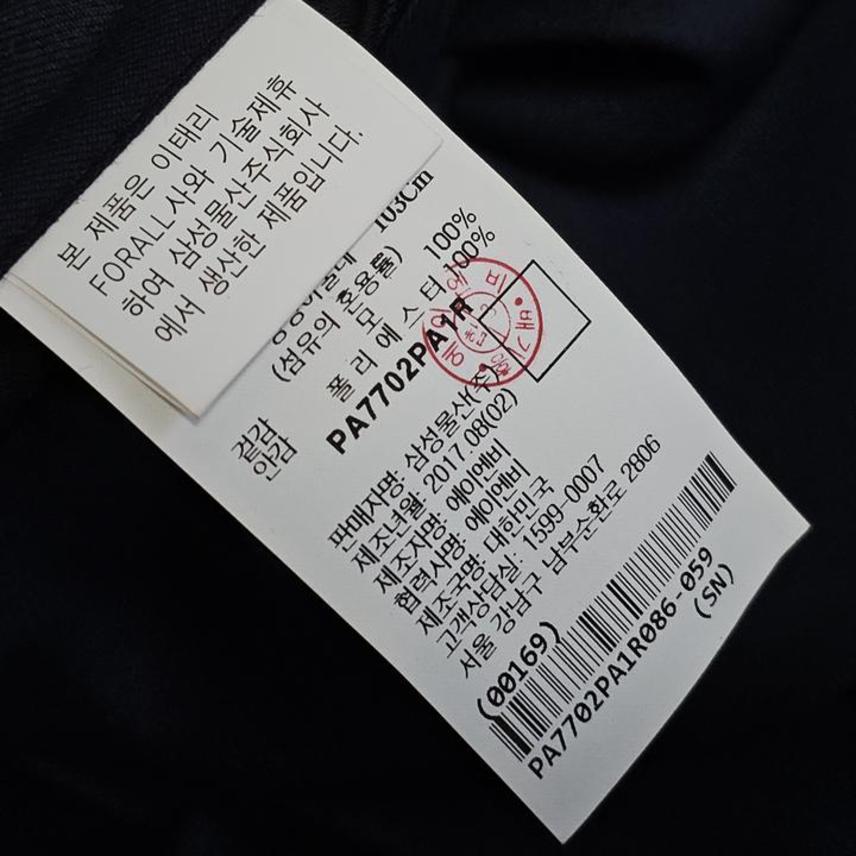 본 제품은 이태리
FORALL사와 기술제휴
하여 삼성물산주식회사
에서 생산한 제품입니다.
103Cm
(섬유의 혼용률)
겉감 모 100%
안감 폴리에스터 100%
PA7702PA1R
판매자명: 삼성물산(주)
제조년월: 2017.08(02)
제조자명: 에이엔비
협력사명: 에이엔비
제조국명: 대한민국
고객상담실: 1599-0007
서울 강남구 남부순환로 2806
(00169)
PA7702PA1R086-059
(SN)